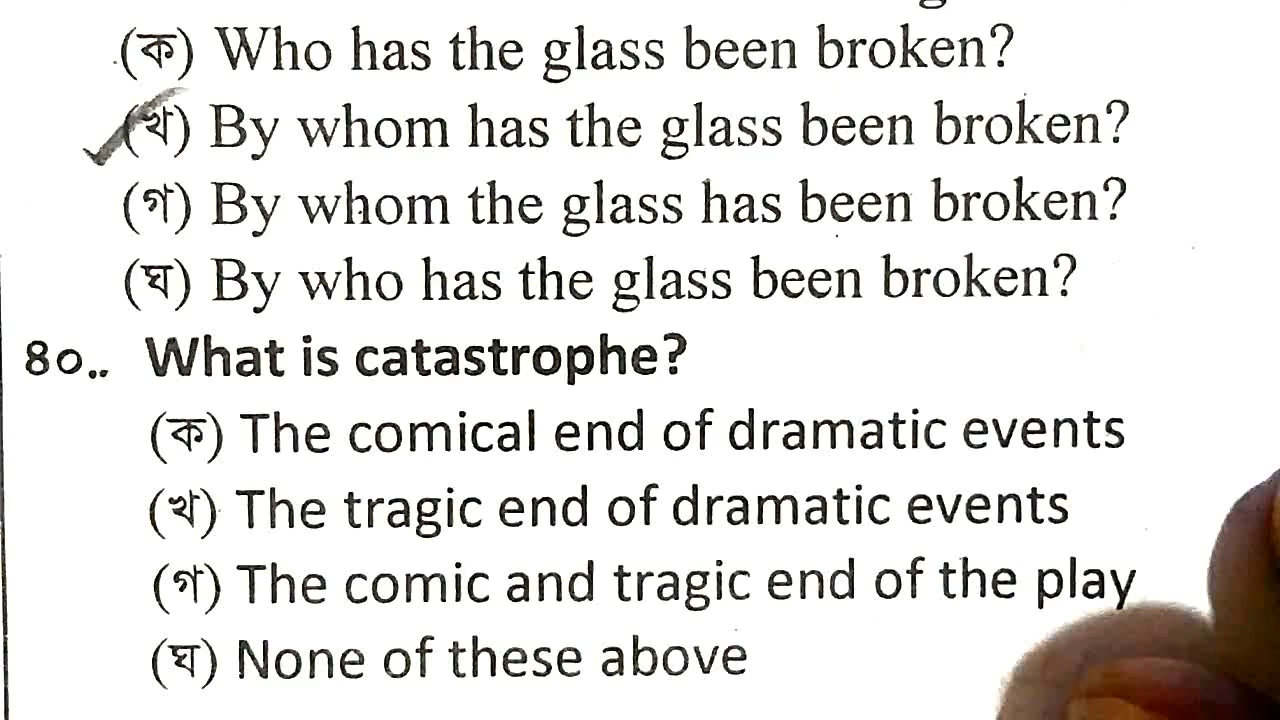 (ক) Who has the glass been broken?
(খ) By whom has the glass been broken?
(গ) By whom the glass has been broken?
(ঘ) By who has the glass been broken?
৪০.. What is catastrophe?
(ক) The comical end of dramatic events
(খ) The tragic end of dramatic events
(গ) The comic and tragic end of the play
(ঘ) None of these above